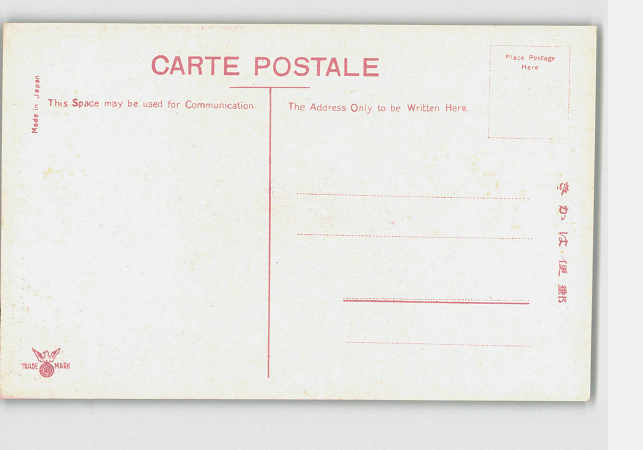 CARTE POSTALE
Place Postage
Here
Made in Japan
This Space may be used for Communication.
The Address Only to be Written Here.
きかは便郵
TRADE MARK